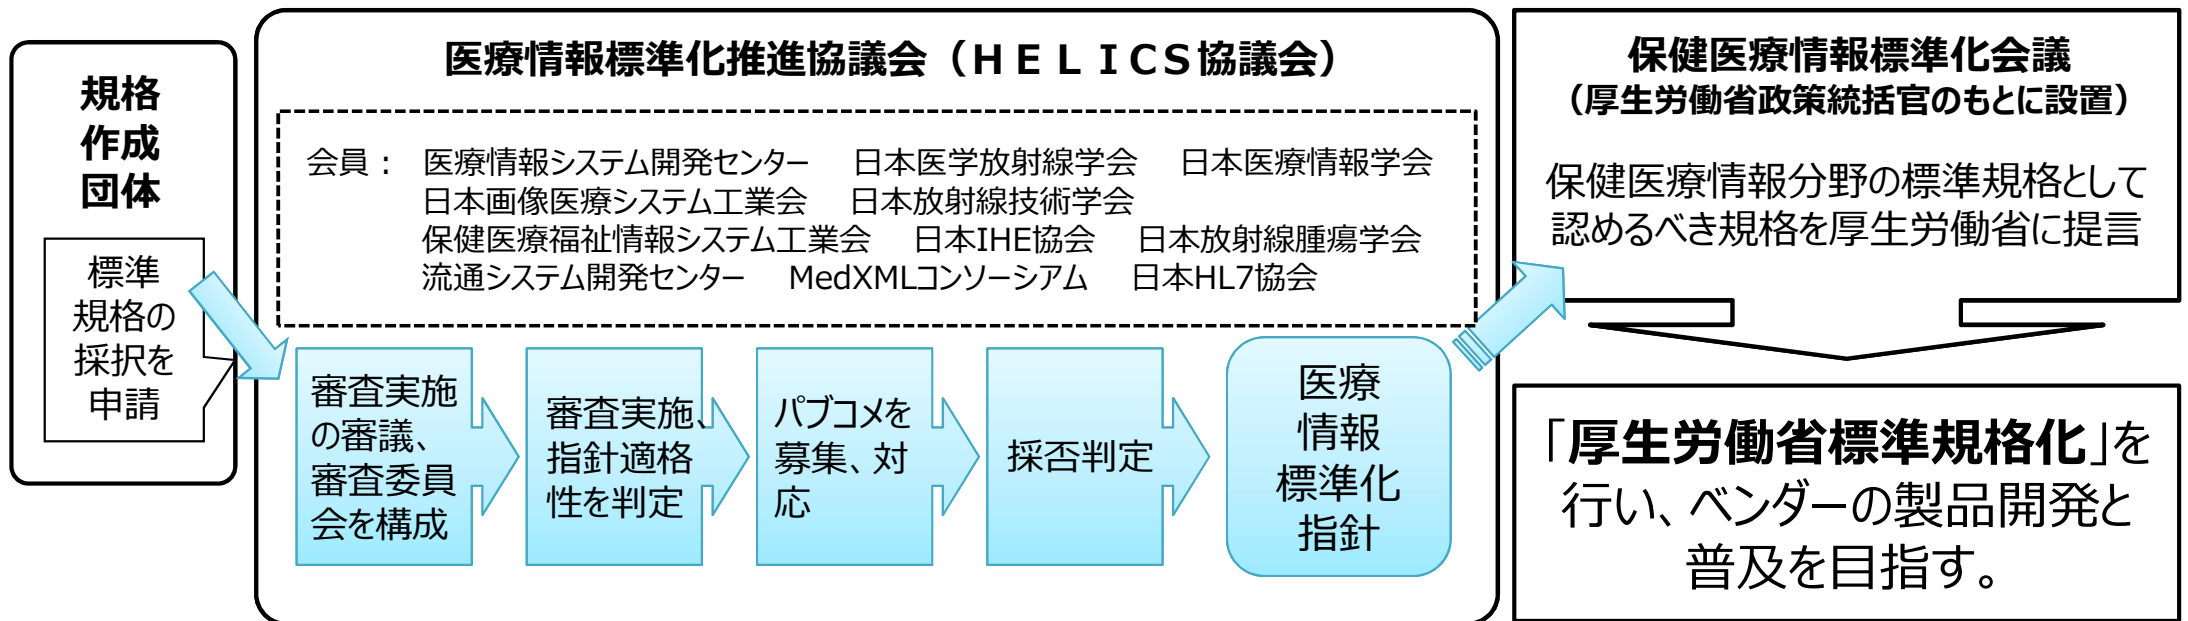 規格
作成
団体
標準
規格の
採択を
申請
医療情報標準化推進協議会（ＨＥＬＩＣＳ協議会）
会員： 医療情報システム開発センター 日本医学放射線学会 日本医療情報学会
日本画像医療システム工業会 日本放射線技術学会
保健医療福祉情報システム工業会 日本IHE協会 日本放射線腫瘍学会
流通システム開発センター MedXMLコンソーシアム 日本HL7協会
審査実施
の審議、
審査委員
会を構成
審査実施、
指針適格
性を判定
パブコメを
募集、対
応
採否判定
医療
情報
標準化
指針
保健医療情報標準化会議
（厚生労働省政策統括官のもとに設置）
保健医療情報分野の標準規格として
認めるべき規格を厚生労働省に提言
「厚生労働省標準規格化」を
行い、ベンダーの製品開発と
普及を目指す。